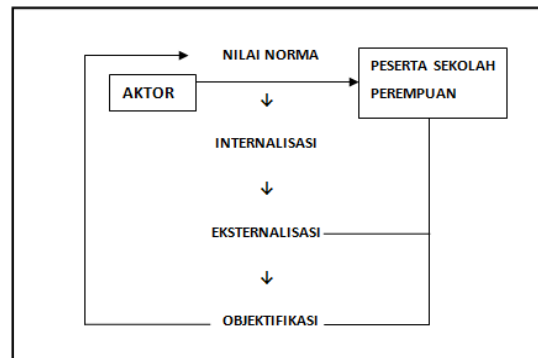 NILAI NORMA
AKTOR
PESERTA SEKOLAH
PEREMPUAN
INTERNALISASI
EKSTERNALISASI
OBJEKTIFIKASI